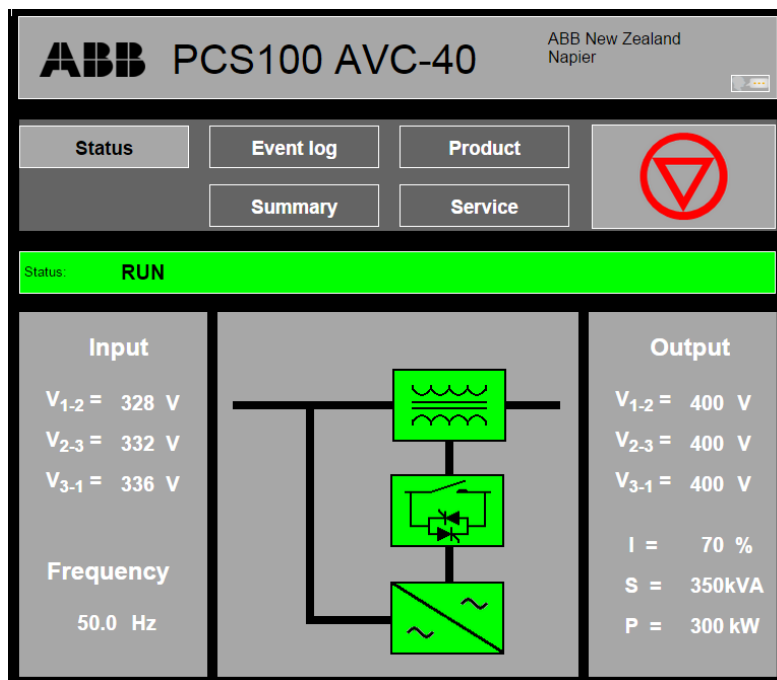 ABB PCS100 AVC-40
ABB New Zealand
Napier
Status
Event log
Product
Summary
Service
Status: RUN
Input
V1-2 = 328 V
V2-3 = 332 V
V3-1 = 336 V
Frequency
50.0 Hz
Output
V1-2 = 400 V
V2-3 = 400 V
V3-1 = 400 V
I = 70 %
S = 350kVA
P = 300 kW